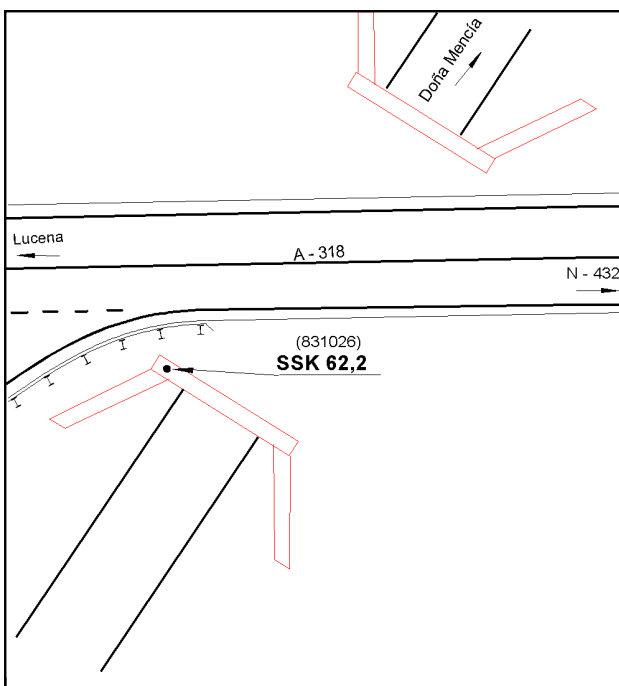 Doña Mencía
Lucena
A - 318
N - 432
(831026)
SSK 62,2